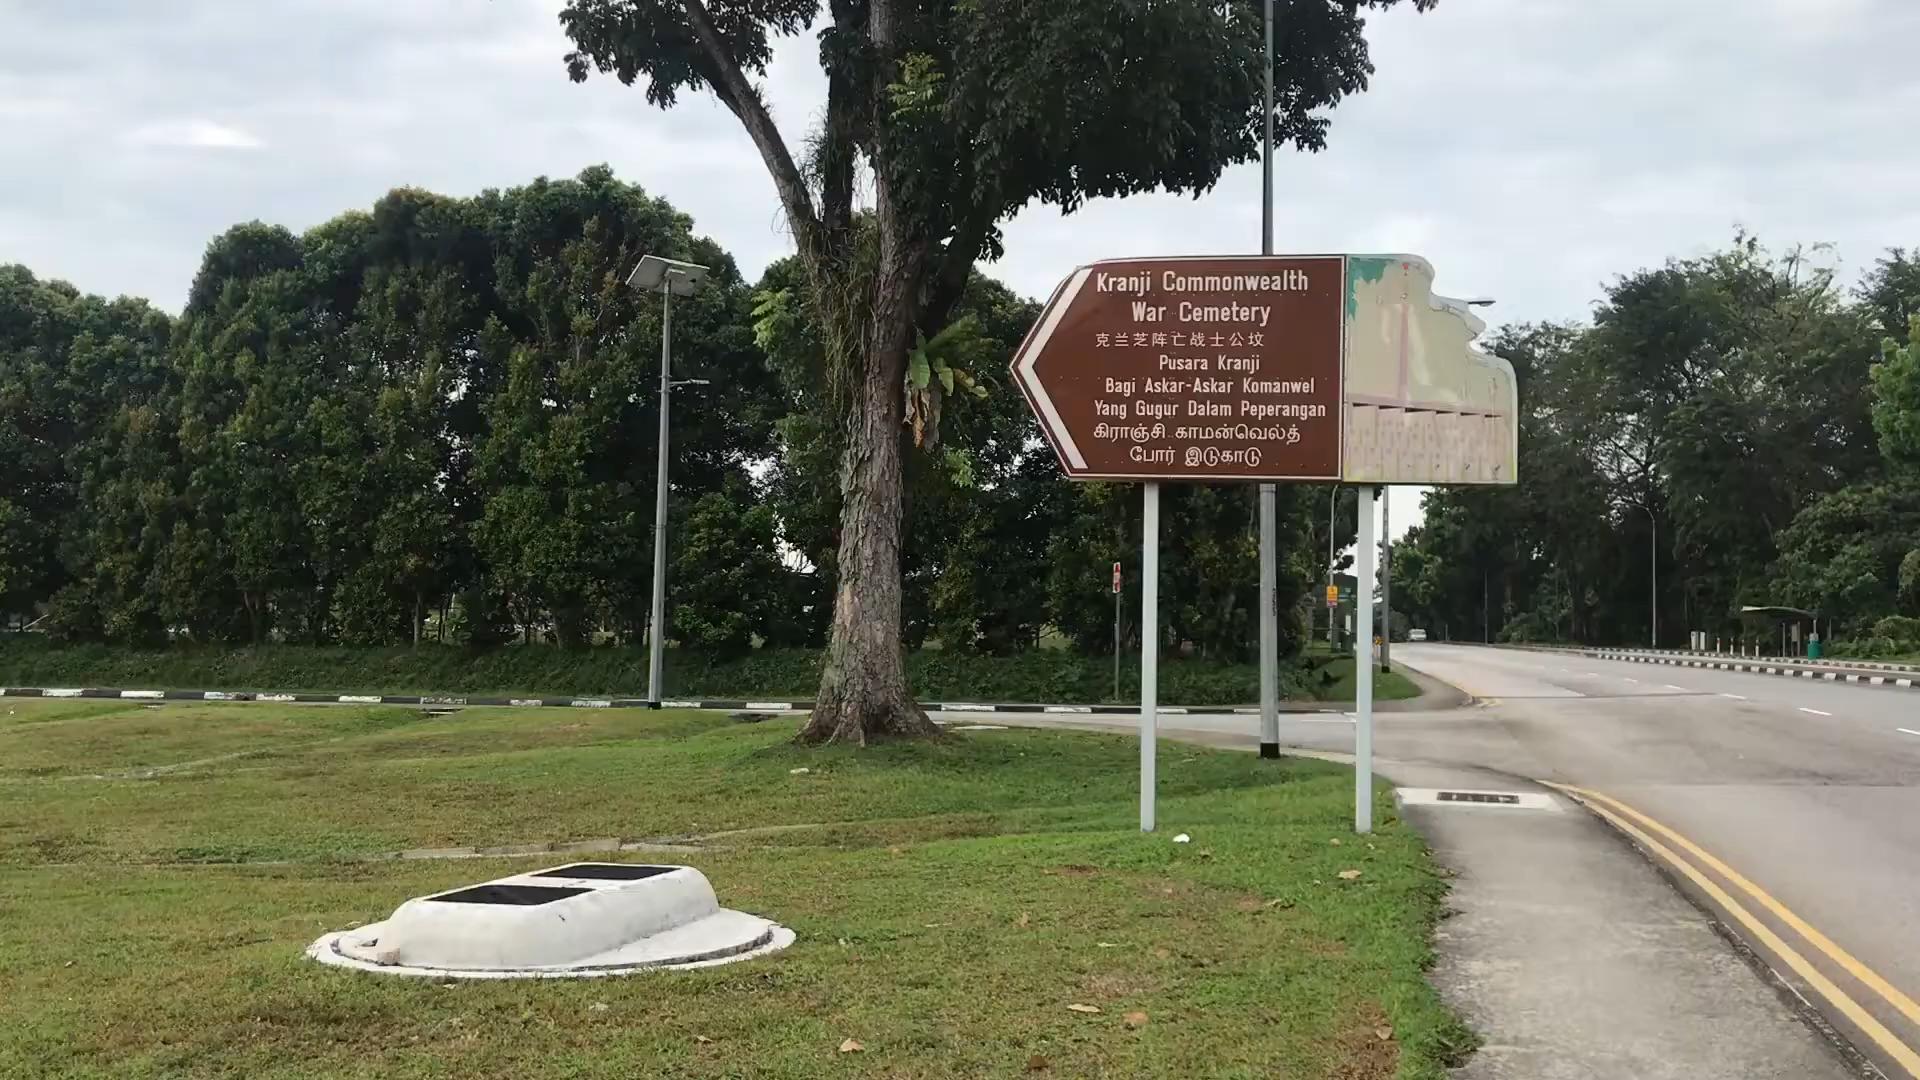 Kranji Commonwealth
War Cemetery
克兰芝阵亡战士公坟
Pusara Kranji
Bagi Askar-Askar Komanwel
Yang Gugur Dalam Peperangan
கிராஞ்சி காமன்வெல்த்
போர் இடுகாடு